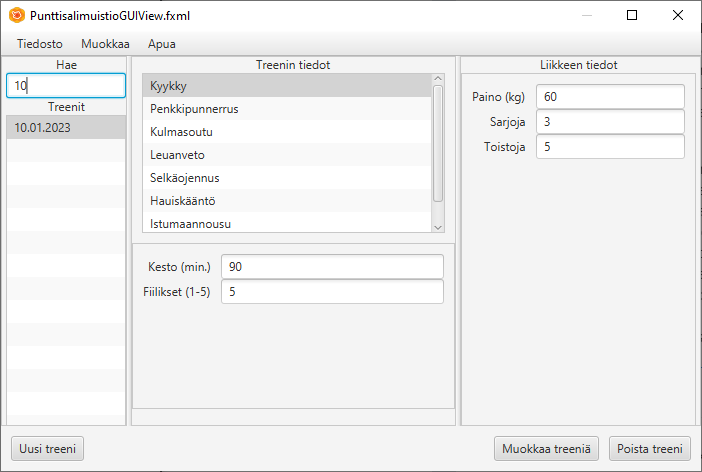 PunttisalimuistioGUIView.fxml
Tiedosto Muokkaa Apua
Hae
10
Treenit
10.01.2023
Treenin tiedot
Kyykky
Penkkipunnerrus
Kulmasoutu
Leuanveto
Selkäojennus
Hauiskääntö
Istumaannousu
Kesto (min.) 90
Fiilikset (1-5) 5
Liikkeen tiedot
Paino (kg) 60
Sarjoja 3
Toistoja 5
Uusi treeni Muokkaa treeniä Poista treeni